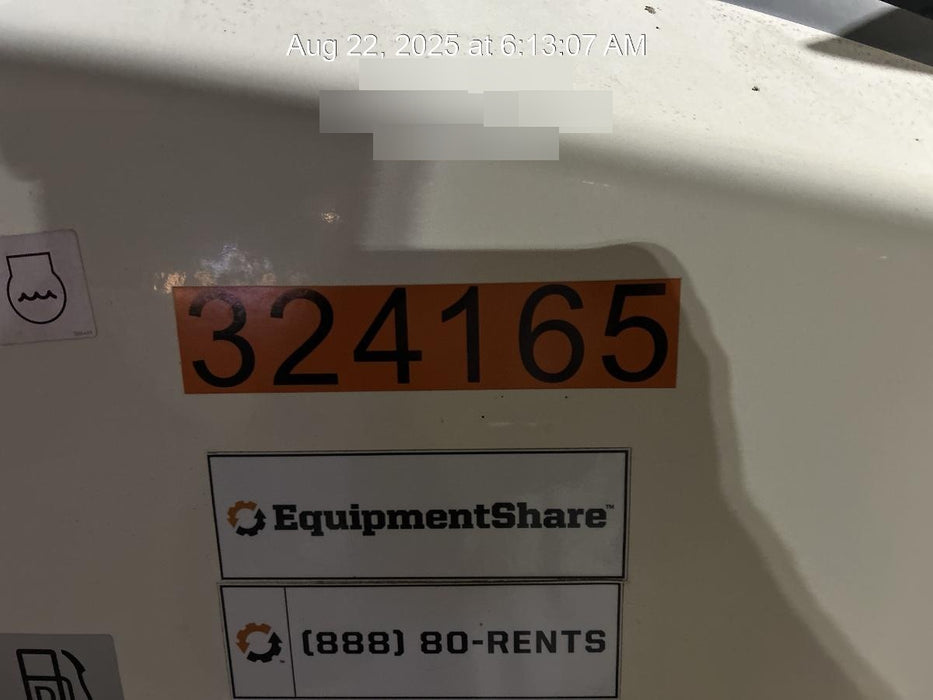 Aug 22, 2025 at 6:13:07 AM
324165
EquipmentShare™
(888) 80-RENTS